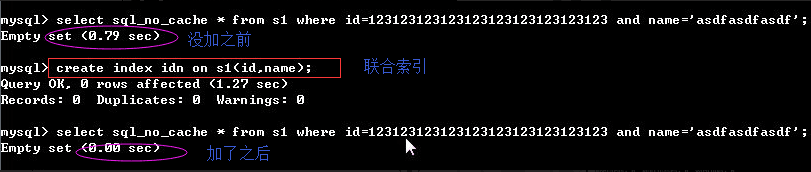 mysql> select sql_no_cache * from s1 where id=123123123123123123123123123123 and name='asdfasdfasdf';
Empty set (0.79 sec) 没加之前
mysql> create index idn on s1(id,name); 联合索引
Query OK, 0 rows affected (1.27 sec)
Records: 0 Duplicates: 0 Warnings: 0
mysql> select sql_no_cache * from s1 where id=123123123123123123123123123123 and name='asdfasdfasdf';
Empty set (0.00 sec) 加了之后